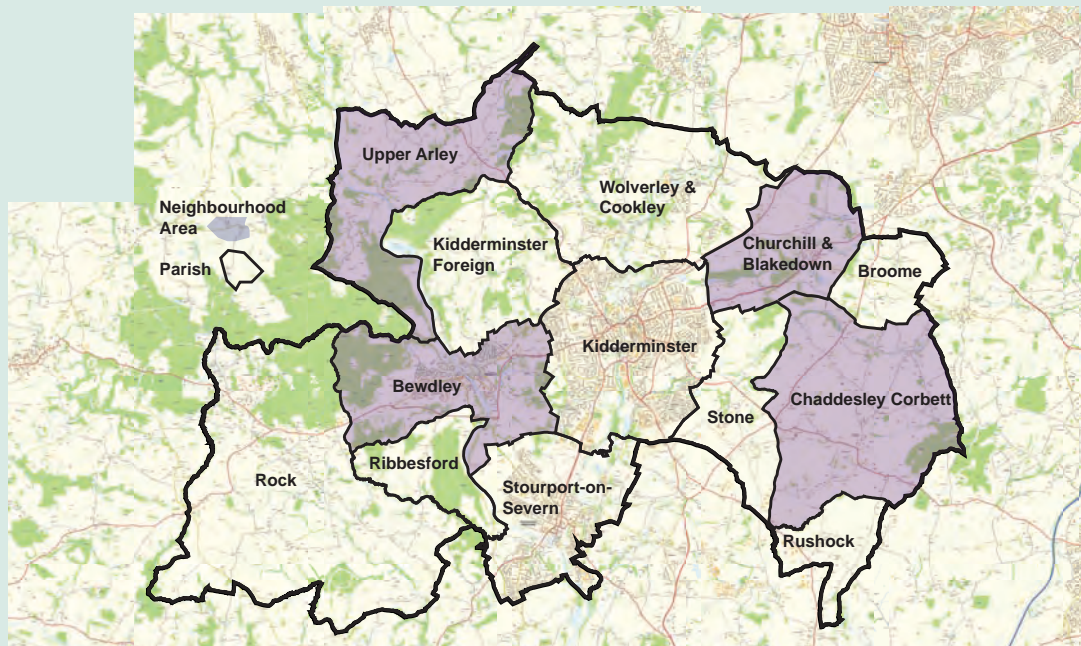 Upper Arley
Wolverley &
Cookley
Neighbourhood
Area
Parish
Kidderminster
Foreign
Churchill &
Blakedown
Broome
Kidderminster
Bewdley
Chaddesley Corbett
Stone
Ribbesford
Rock
Stourport-on-
Severn
Rushock